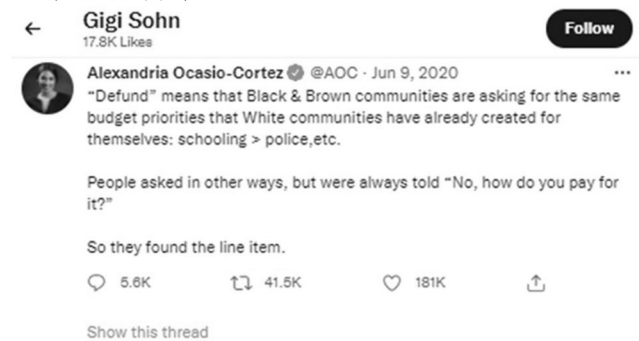 Gigi Sohn
17.8K Likes
Follow
Alexandria Ocasio-Cortez @AOC · Jun 9, 2020
"Defund" means that Black & Brown communities are asking for the same
budget priorities that White communities have already created for
themselves: schooling > police,etc.
People asked in other ways, but were always told "No, how do you pay for
it?"
So they found the line item.
5.6K 41.5K 181K
Show this thread